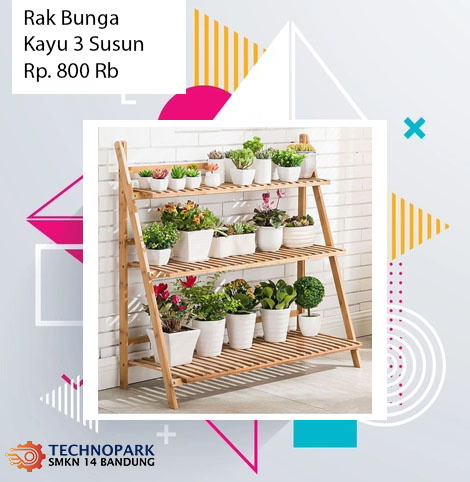 Rak Bunga
Kayu 3 Susun
Rp. 800 Rb
TECHNOPARK
SMKN 14 BANDUNG